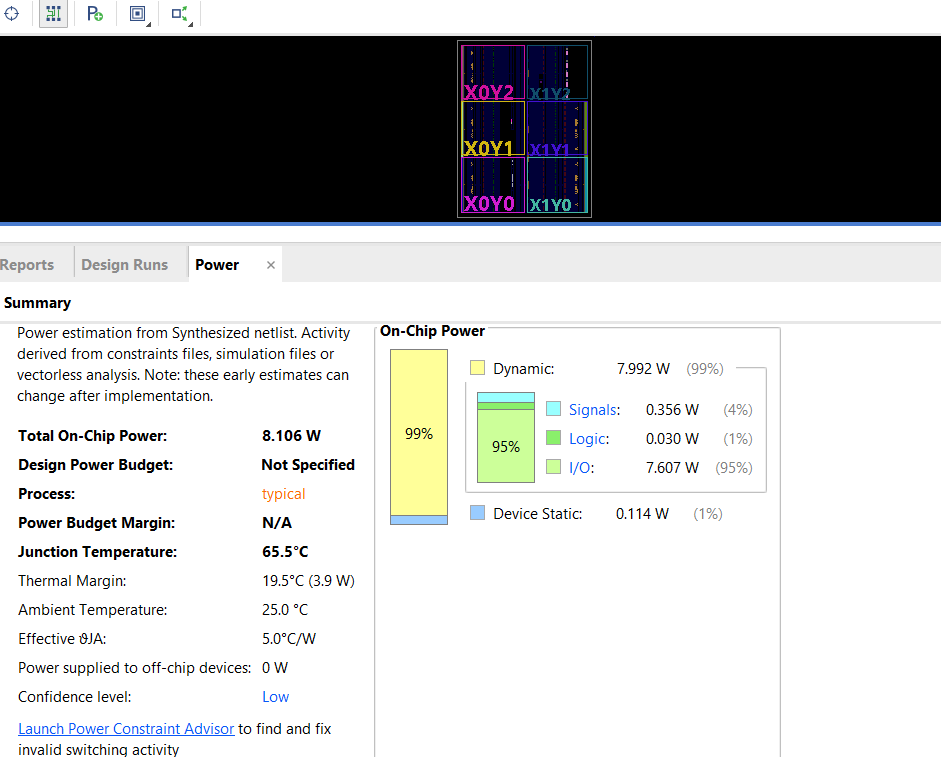 X0Y2 X1Y2
X0Y1 X1Y1
X0Y0 X1Y0
Reports Design Runs Power ×
Summary
Power estimation from Synthesized netlist. Activity
derived from constraints files, simulation files or
vectorless analysis. Note: these early estimates can
change after implementation.
Total On-Chip Power: 8.106 W
Design Power Budget: Not Specified
Process: typical
Power Budget Margin: N/A
Junction Temperature: 65.5°C
Thermal Margin: 19.5°C (3.9 W)
Ambient Temperature: 25.0 °C
Effective ϑJA: 5.0°C/W
Power supplied to off-chip devices: 0 W
Confidence level: Low
Launch Power Constraint Advisor to find and fix
invalid switching activity
On-Chip Power
Dynamic: 7.992 W (99%)
99%
95%
Signals: 0.356 W (4%)
Logic: 0.030 W (1%)
I/O: 7.607 W (95%)
Device Static: 0.114 W (1%)